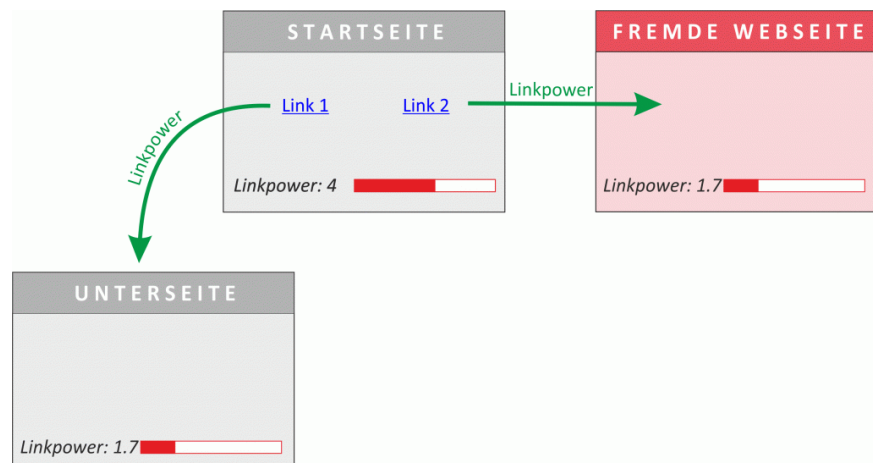 STARTSEITE
FREMDE WEBSEITE
Link 1
Link 2
Linkpower
Linkpower
Linkpower: 4
Linkpower: 1.7
UNTERSEITE
Linkpower: 1.7